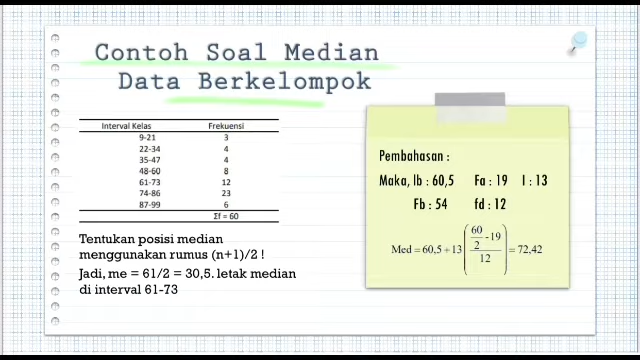 Contoh Soal Median
Data Berkelompok
Interval Kelas Frekuensi
9-21 3
22-34 4
35-47 4
48-60 8
61-73 12
74-86 23
87-99 6
Σf = 60
Tentukan posisi median
menggunakan rumus (n+1)/2 !
Jadi, me = 61/2 = 30,5. letak median
di interval 61-73
Pembahasan :
Maka, lb : 60,5 Fa : 19 I : 13
Fb : 54 fd : 12
Med = 60,5 + 13 ( (60/2 - 19) / 12 ) = 72,42